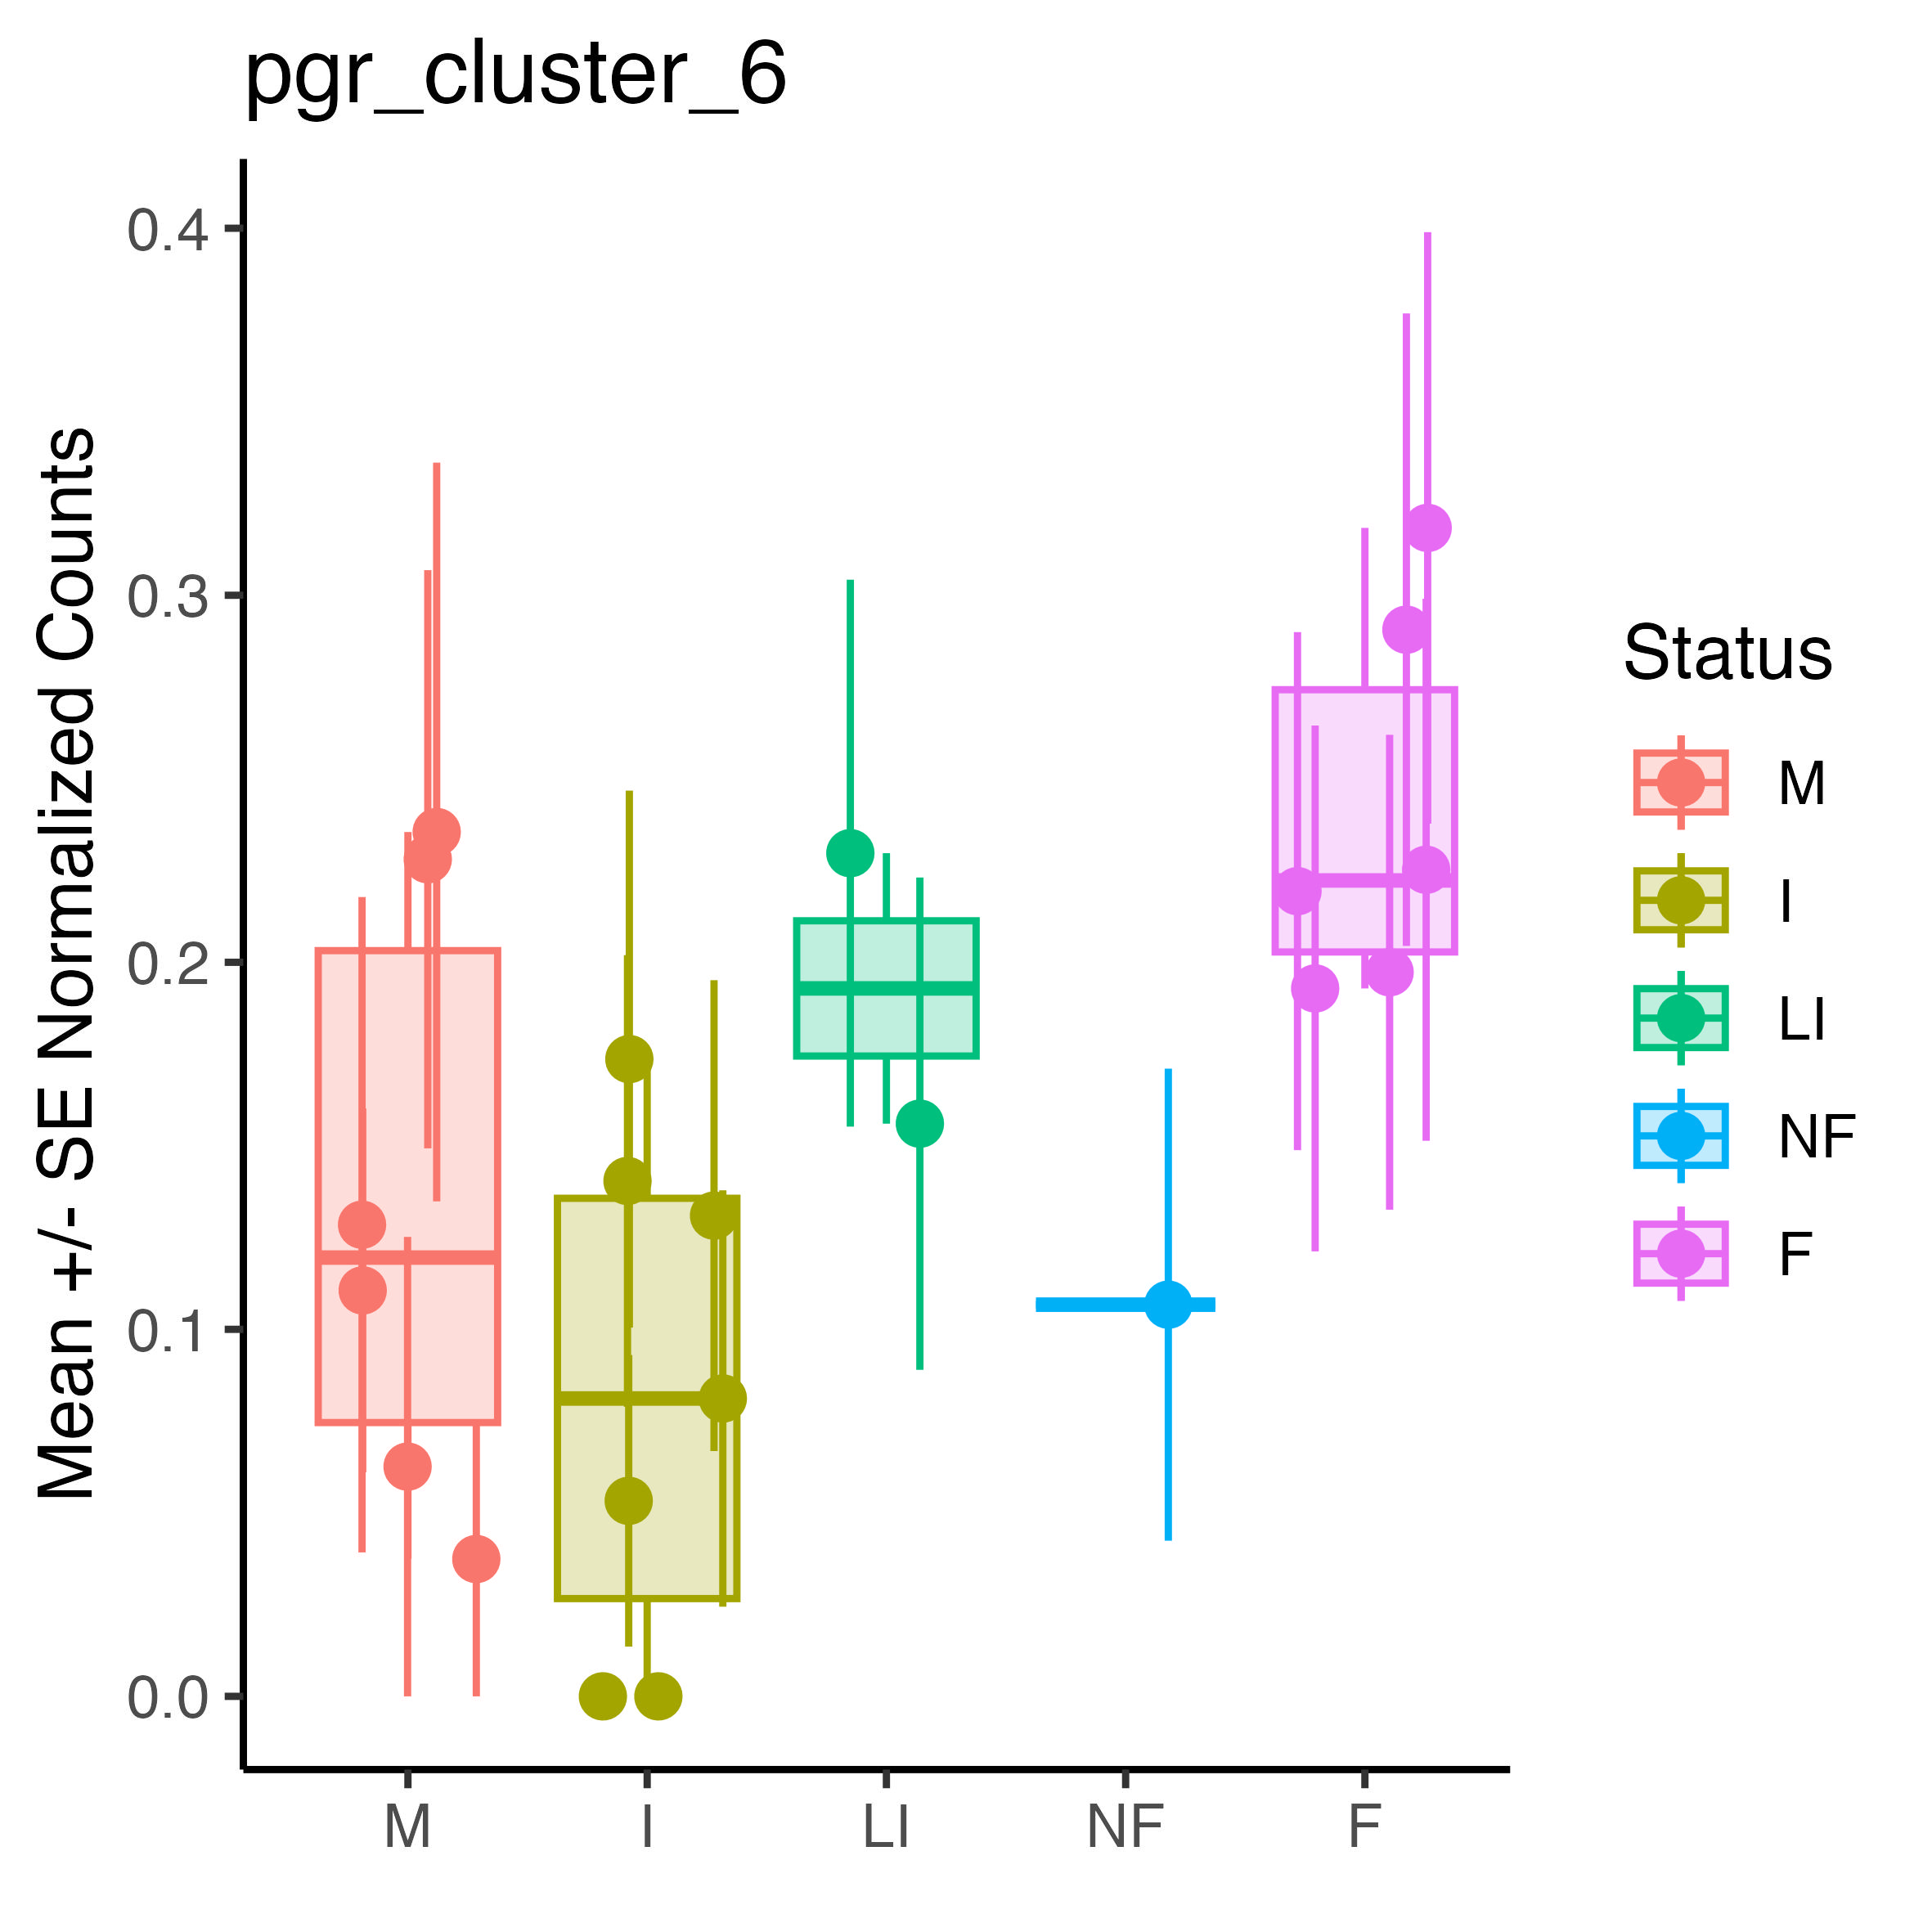 pgr_cluster_6
Mean +/- SE Normalized Counts
0.4
0.3
0.2
0.1
0.0
M
I
LI
NF
F
Status
M
I
LI
NF
F